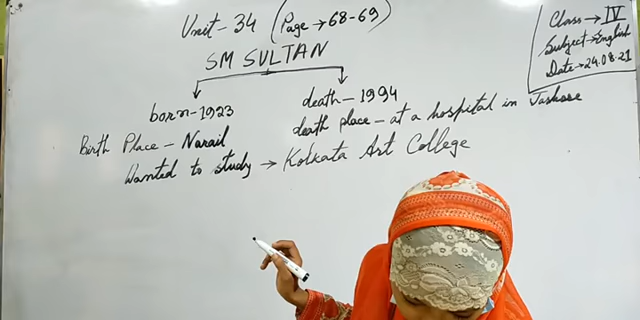 Unit - 34 (Page → 68-69)
SM SULTAN
born - 1923
Birth Place - Narail
death - 1994
death place - at a hospital in Jashore
Wanted to study → Kolkata Art College
Class → IV
Subject → English
Date → 24.08.21